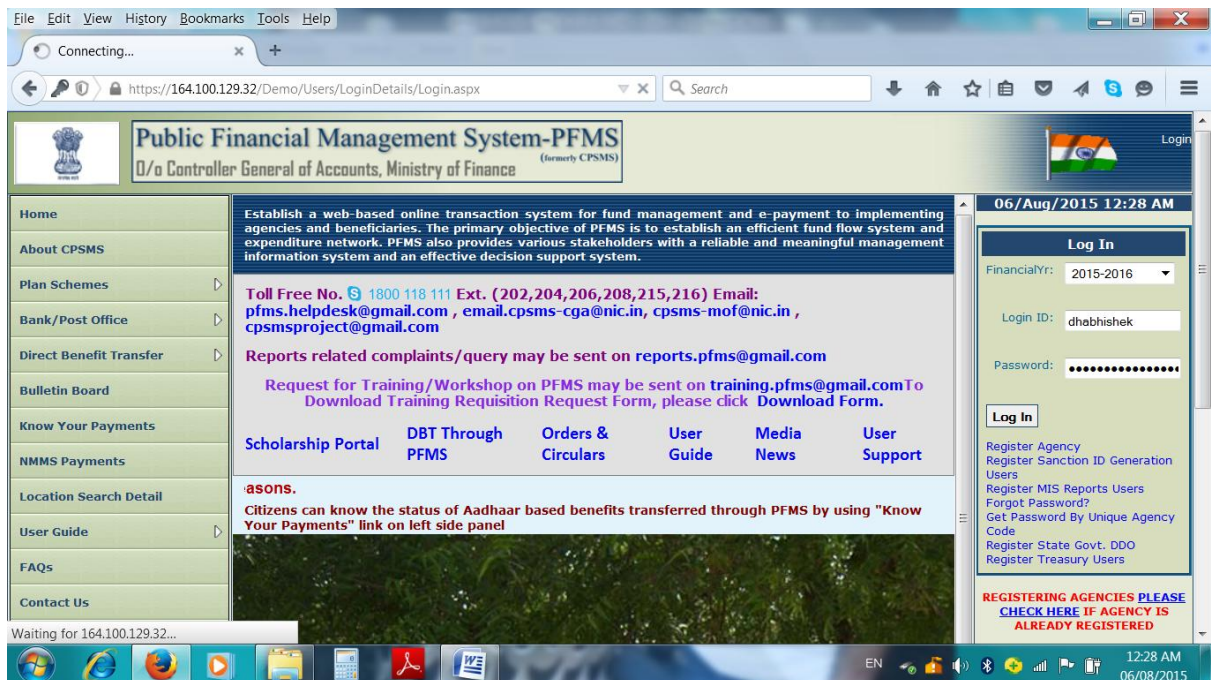 File Edit View History Bookmarks Tools Help
Connecting...
https://164.100.129.32/Demo/Users/LoginDetails/Login.aspx
Search
Public Financial Management System-PFMS
(formerly CPSMS)
O/o Controller General of Accounts, Ministry of Finance
Login
Home
About CPSMS
Plan Schemes
Bank/Post Office
Direct Benefit Transfer
Bulletin Board
Know Your Payments
NMMS Payments
Location Search Detail
User Guide
FAQs
Contact Us
Establish a web-based online transaction system for fund management and e-payment to implementing
agencies and beneficiaries. The primary objective of PFMS is to establish an efficient fund flow system and
expenditure network. PFMS also provides various stakeholders with a reliable and meaningful management
information system and an effective decision support system.
Toll Free No. 1800 118 111 Ext. (202,204,206,208,215,216) Email:
pfms.helpdesk@gmail.com , email.cpsms-cga@nic.in, cpsms-mof@nic.in ,
cpsmsproject@gmail.com
Reports related complaints/query may be sent on reports.pfms@gmail.com
Request for Training/Workshop on PFMS may be sent on training.pfms@gmail.comTo
Download Training Requisition Request Form, please click Download Form.
Scholarship Portal
DBT Through
PFMS
Orders &
Circulars
User
Guide
Media
News
User
Support
asons.
Citizens can know the status of Aadhaar based benefits transferred through PFMS by using "Know
Your Payments" link on left side panel
06/Aug/2015 12:28 AM
Log In
FinancialYr: 2015-2016
Login ID: dhabhishek
Password:
Log In
Register Agency
Register Sanction ID Generation
Users
Register MIS Reports Users
Forgot Password?
Get Password By Unique Agency
Code
Register State Govt. DDO
Register Treasury Users
REGISTERING AGENCIES PLEASE
CHECK HERE IF AGENCY IS
ALREADY REGISTERED
Waiting for 164.100.129.32...
EN
12:28 AM
06/08/2015